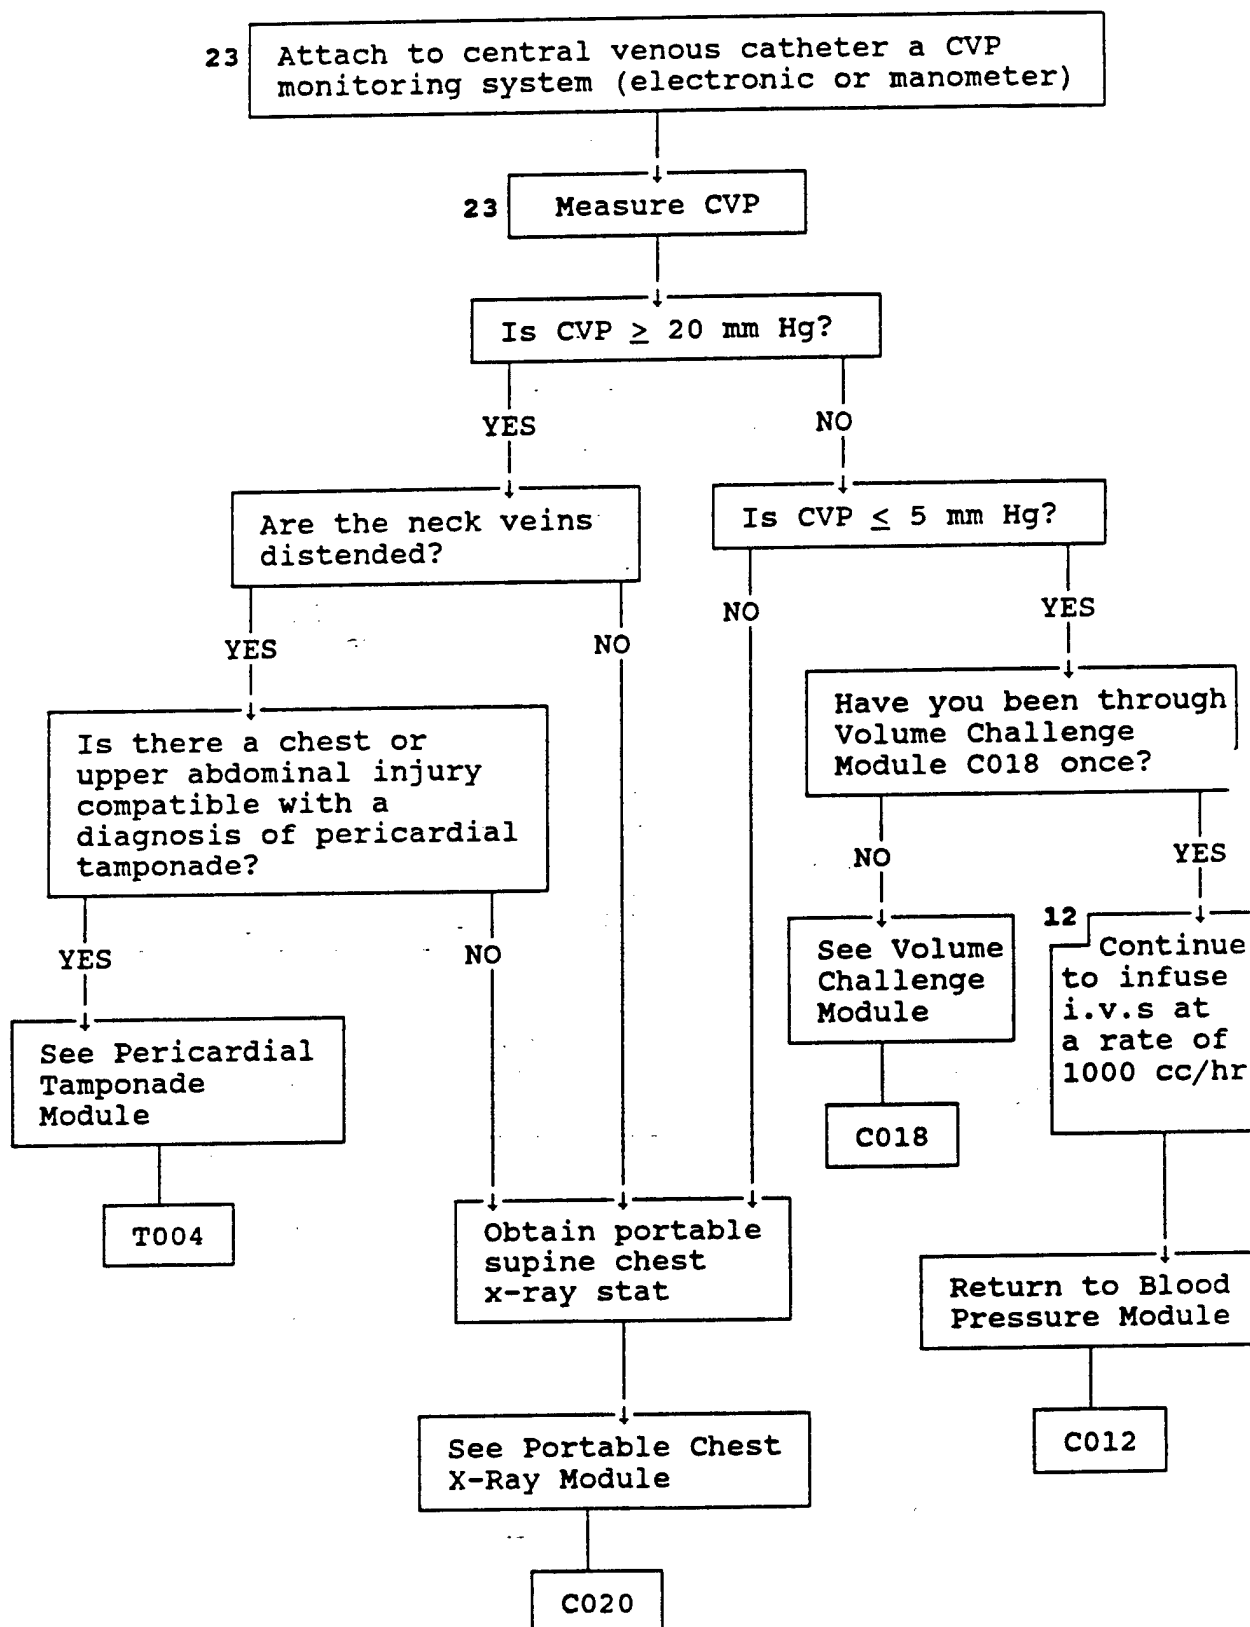 23
Attach to central venous catheter a CVP
monitoring system (electronic or manometer)
23
Measure CVP
Is CVP ≥ 20 mm Hg?
YES
NO
Are the neck veins
distended?
Is CVP ≤ 5 mm Hg?
YES
NO
NO
YES
Is there a chest or
upper abdominal injury
compatible with a
diagnosis of pericardial
tamponade?
Have you been through
Volume Challenge
Module C018 once?
YES
NO
NO
YES
See Pericardial
Tamponade
Module
See Volume
Challenge
Module
12
Continue
to infuse
i.v.s at
a rate of
1000 cc/hr
T004
C018
Obtain portable
supine chest
x-ray stat
Return to Blood
Pressure Module
See Portable Chest
X-Ray Module
C012
C020